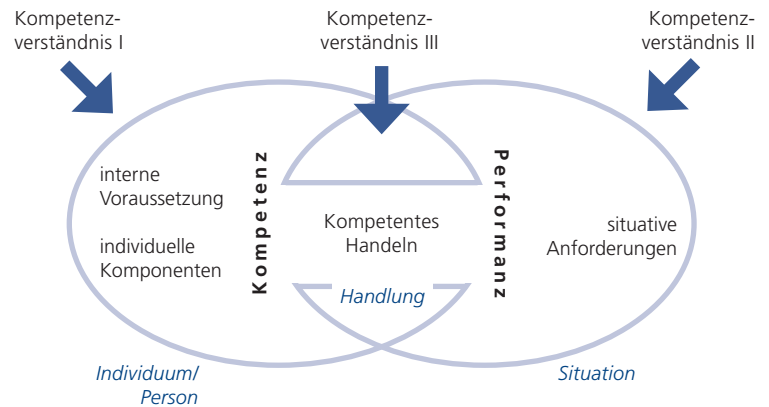 Kompetenz-
verständnis I
Kompetenz-
verständnis III
Kompetenz-
verständnis II
interne
Voraussetzung
individuelle
Komponenten
Kompetenz
Kompetentes
Handeln
Handlung
Performanz
situative
Anforderungen
Individuum/
Person
Situation